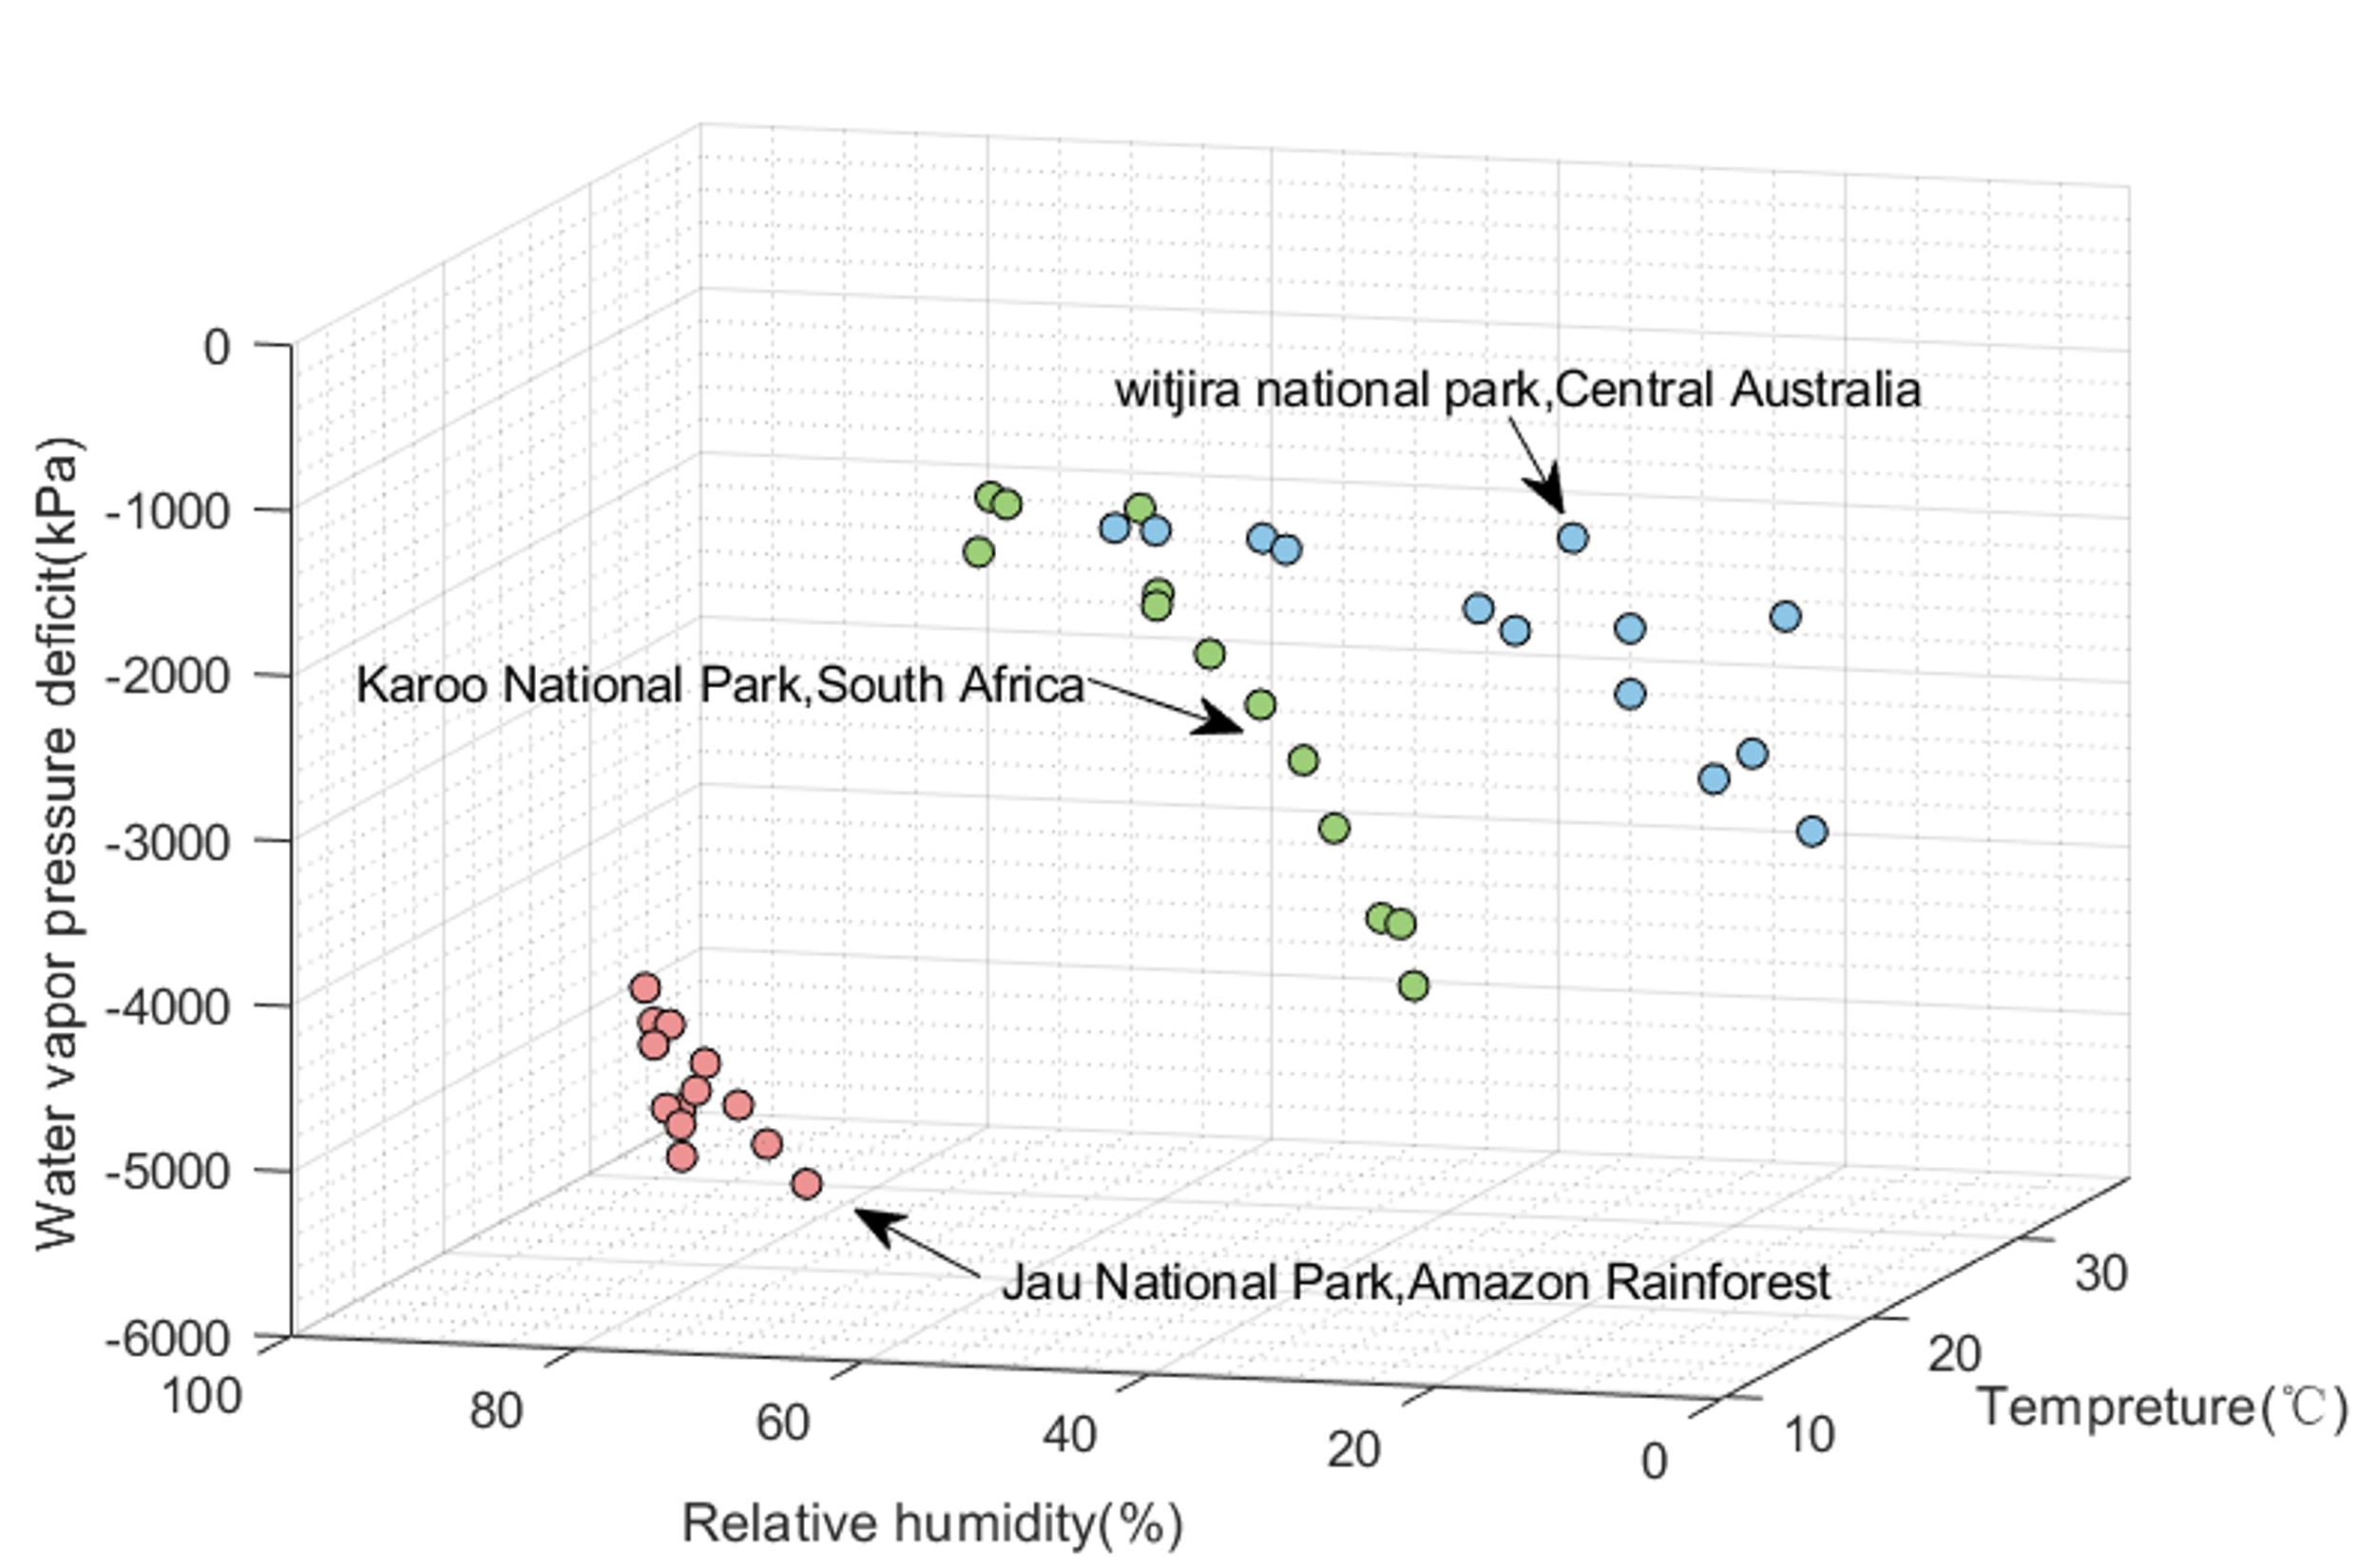 0
witjira national park,Central Australia
-1000
-2000
Karoo National Park,South Africa
-3000
-4000
-5000
Jau National Park,Amazon Rainforest
-6000
Water vapor pressure deficit(kPa)
100
80
60
40
20
0
10
20
30
Tempreture(℃)
Relative humidity(%)